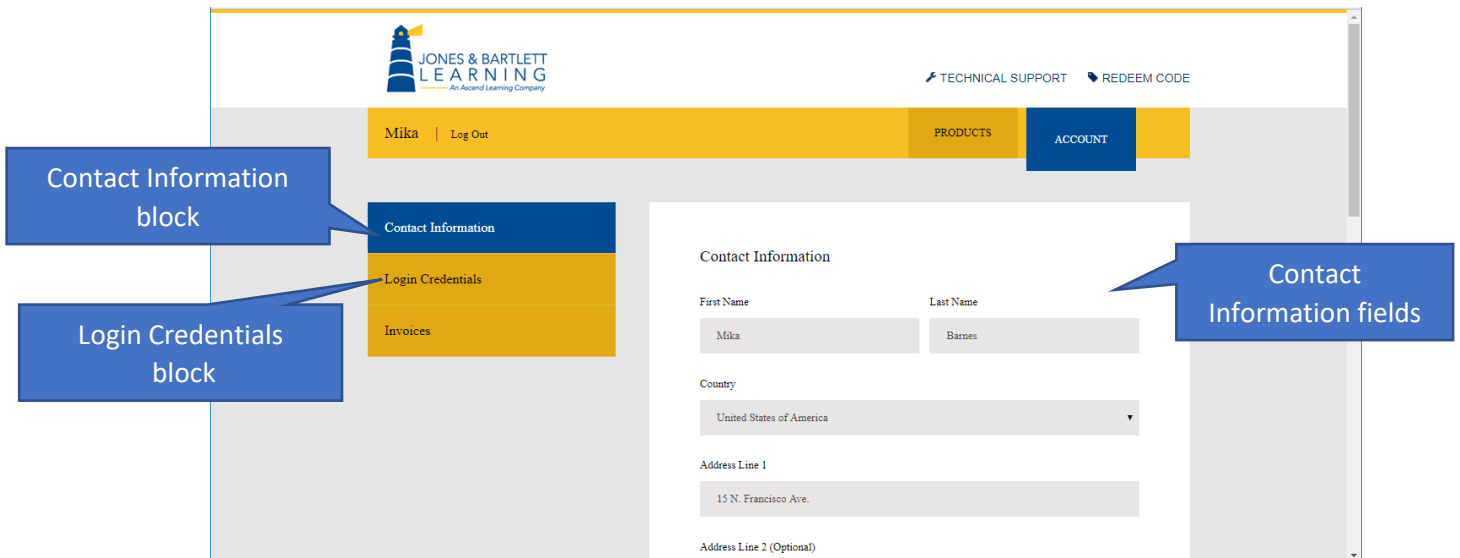 JONES & BARTLETT
LEARNING
An Ascend Learning Company
TECHNICAL SUPPORT
REDEEM CODE
Mika | Log Out
PRODUCTS
ACCOUNT
Contact Information
block
Contact Information
Login Credentials
Invoices
Login Credentials
block
Contact Information
First Name
Last Name
Mika
Barnes
Country
United States of America
Address Line 1
15 N. Francisco Ave.
Address Line 2 (Optional)
Contact
Information fields